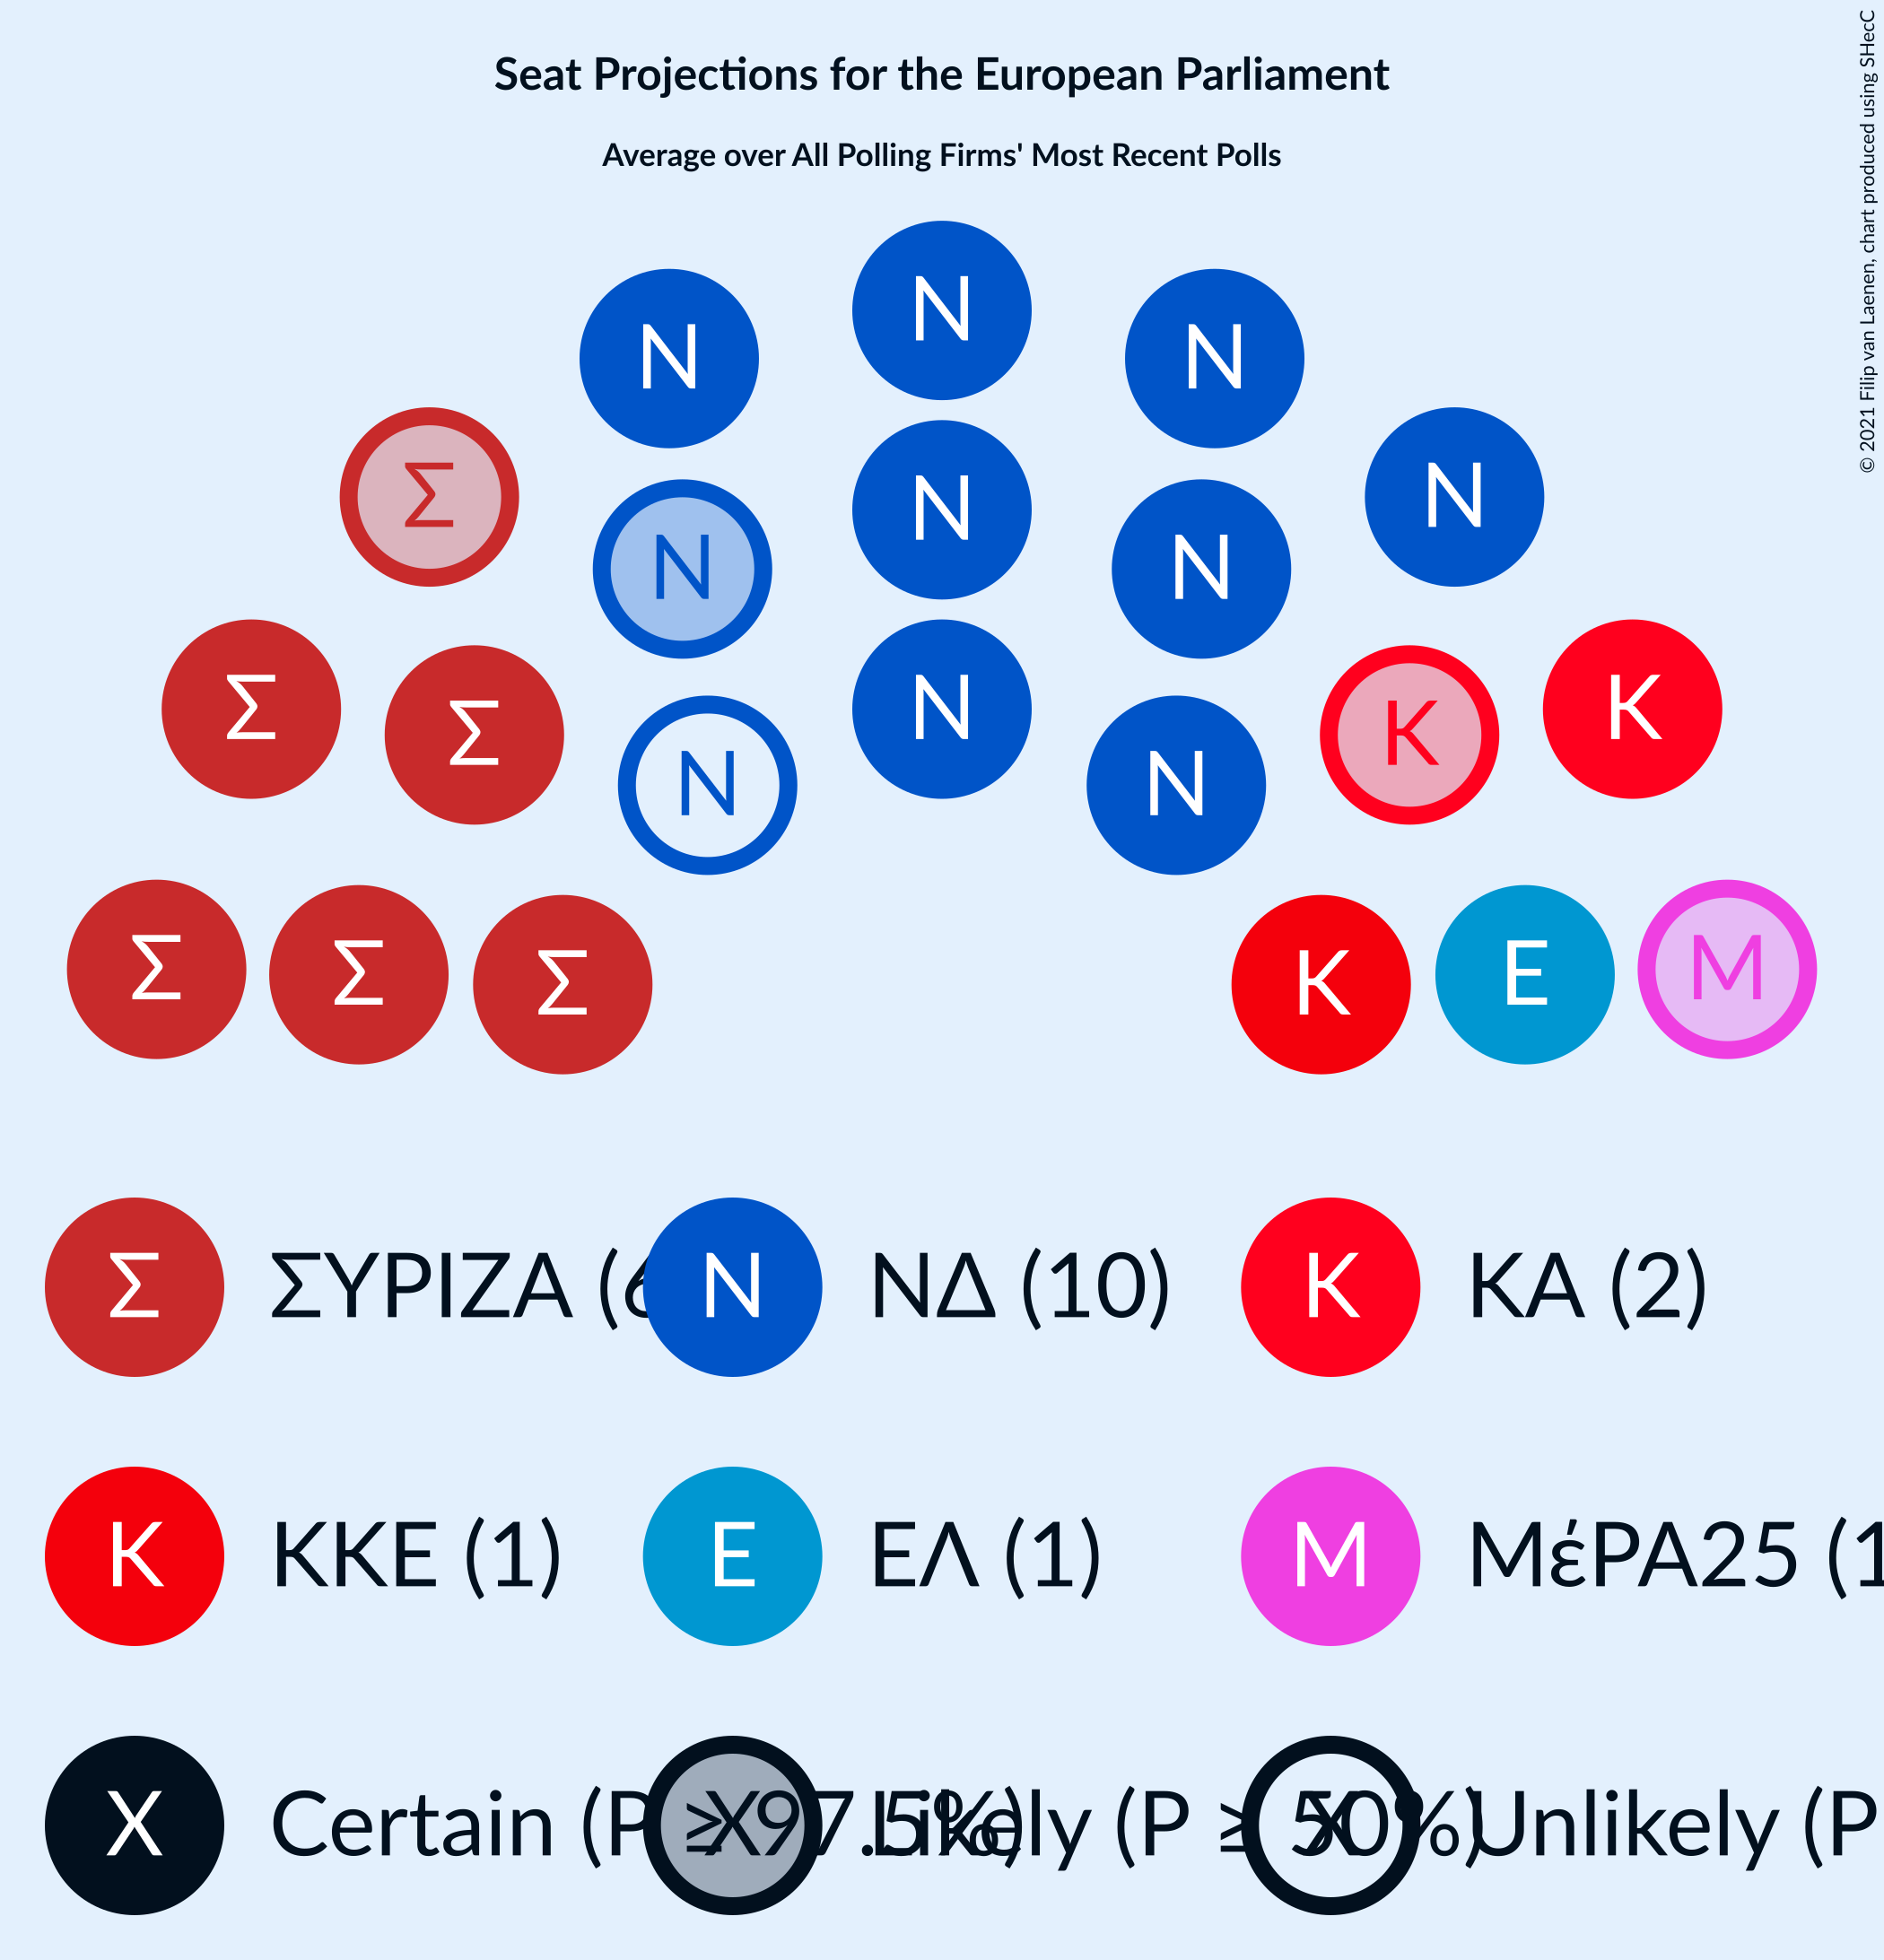 Seat Projections for the European Parliament
Average over All Polling Firms' Most Recent Polls
© 2021 Filip van Laenen, chart produced using SHecC
N
N N
Σ N
N N N
Σ K
Σ K
N N N
Σ Σ Σ K E M
Σ ΣΥΡΙΖΑ (6 N ΝΔ (10) K ΚΑ (2)
K ΚΚΕ (1) E ΕΛ (1) M ΜέΡΑ25 (1
X Certain (P ≥ 97.5%) X Likely (P ≥ 50%) X Unlikely (P